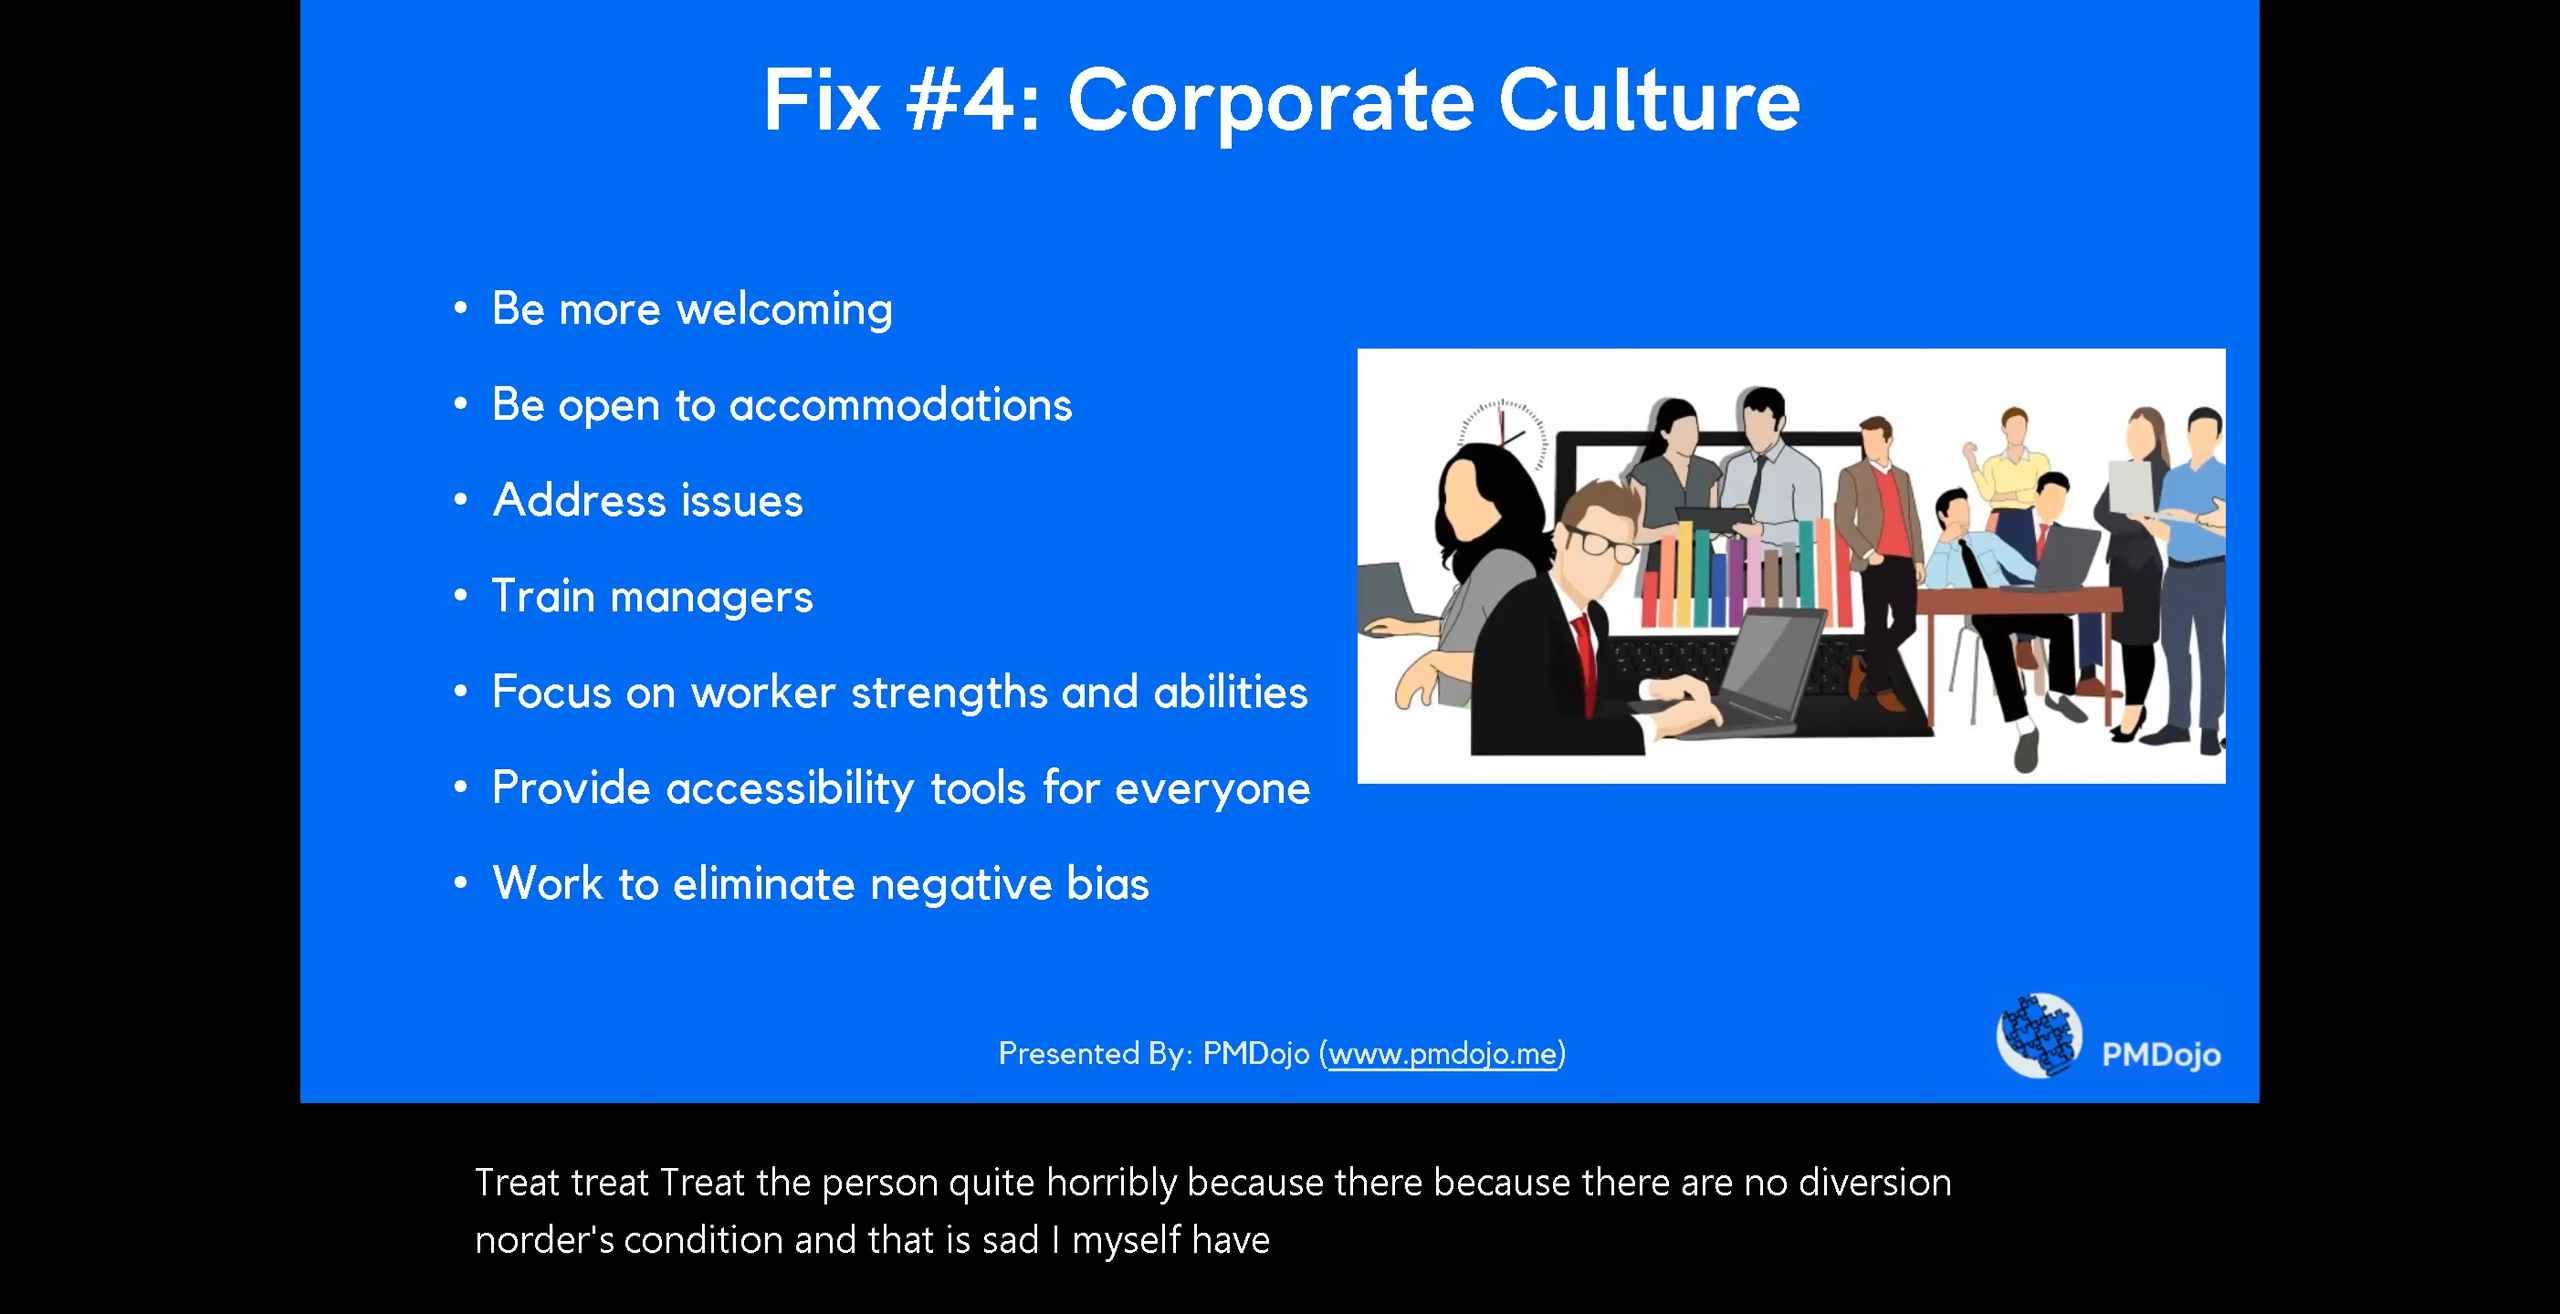 Fix #4: Corporate Culture
• Be more welcoming
• Be open to accommodations
• Address issues
• Train managers
• Focus on worker strengths and abilities
• Provide accessibility tools for everyone
• Work to eliminate negative bias
Presented By: PMDojo (www.pmdojo.me)
PMDojo
Treat treat Treat the person quite horribly because there because there are no diversion
norder's condition and that is sad I myself have